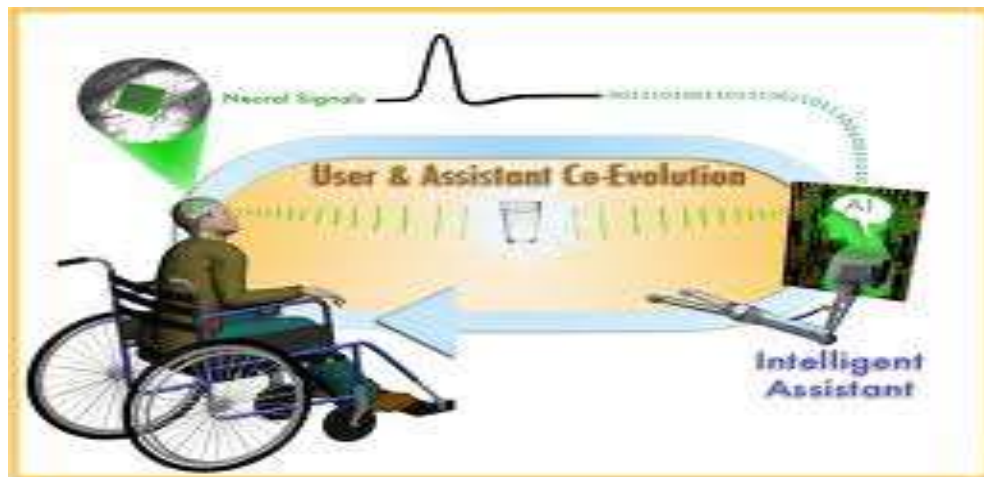 Neural Signals
User & Assistant Co-Evolution
AI
Intelligent
Assistant